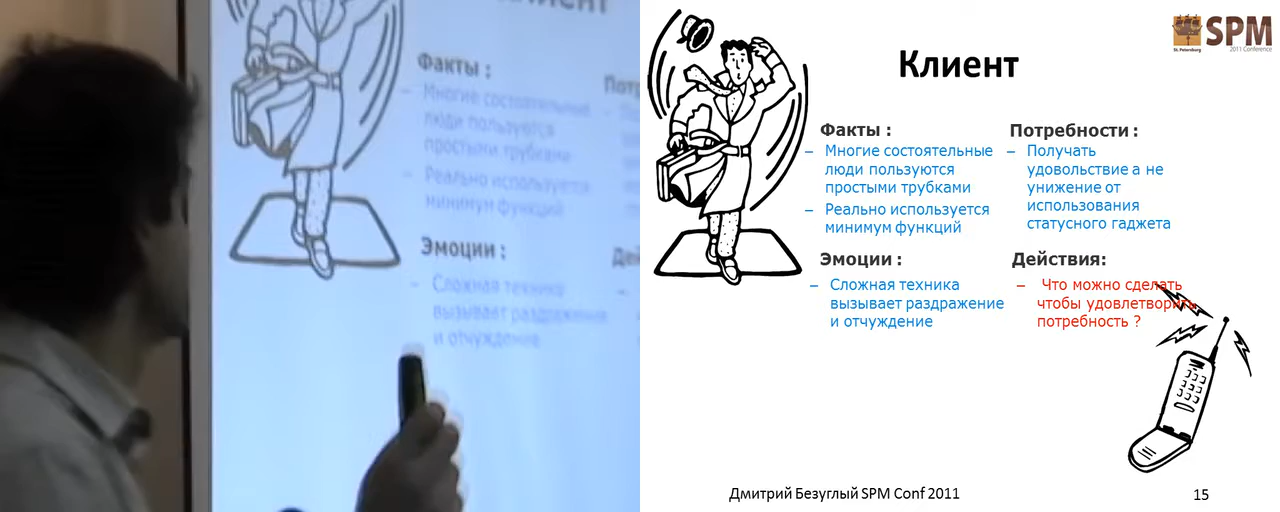 Клиент
Факты :
– Многие состоятельные
люди пользуются
простыми трубками
– Реально используется
минимум функций
Эмоции :
– Сложная техника
вызывает раздражение
и отчуждение
Факты :
– Многие состоятельные
люди пользуются
простыми трубками
– Реально используется
минимум функций
Эмоции :
– Сложная техника
вызывает раздражение
и отчуждение
Потребности :
– Получать
удовольствие а не
унижение от
использования
статусного гаджета
Действия:
– Что можно сделать
чтобы удовлетворить
потребность ?
SPM
St. Petersburg
2011 Conference
Дмитрий Безуглый SPM Conf 2011
15